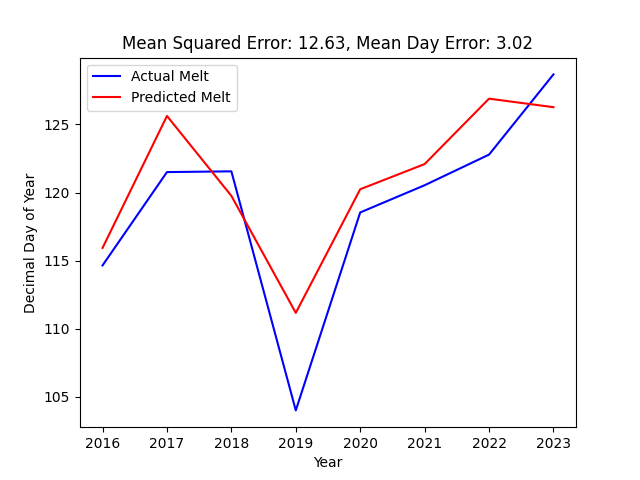 Mean Squared Error: 12.63, Mean Day Error: 3.02
Actual Melt
Predicted Melt
Decimal Day of Year
125
120
115
110
105
2016 2017 2018 2019 2020 2021 2022 2023
Year